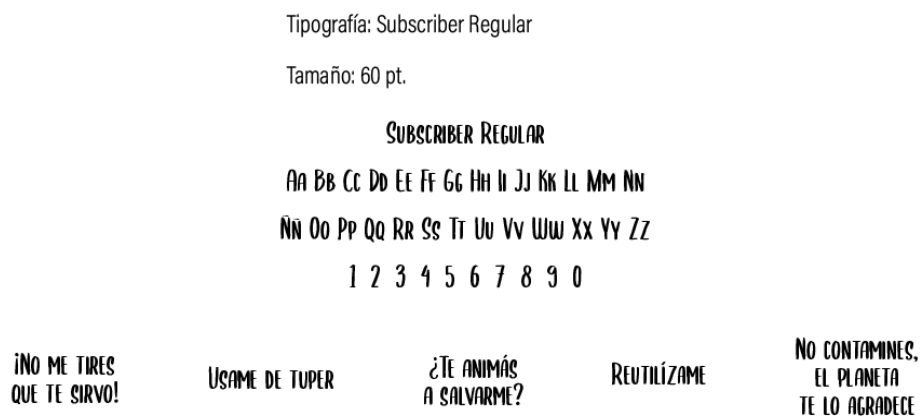 Tipografía: Subscriber Regular
Tamaño: 60 pt.
Subscriber Regular
Aa Bb Cc Dd Ee Ff Gg Hh Ii Jj Kk Ll Mm Nn
Ññ Oo Pp Qq Rr Ss Tt Uu Vv Ww Xx Yy Zz
1 2 3 4 5 6 7 8 9 0
¡No me tires
que te sirvo!
Usame de tuper
¿Te animás
a salvarme?
Reutilízame
No contamines,
el planeta
te lo agradece